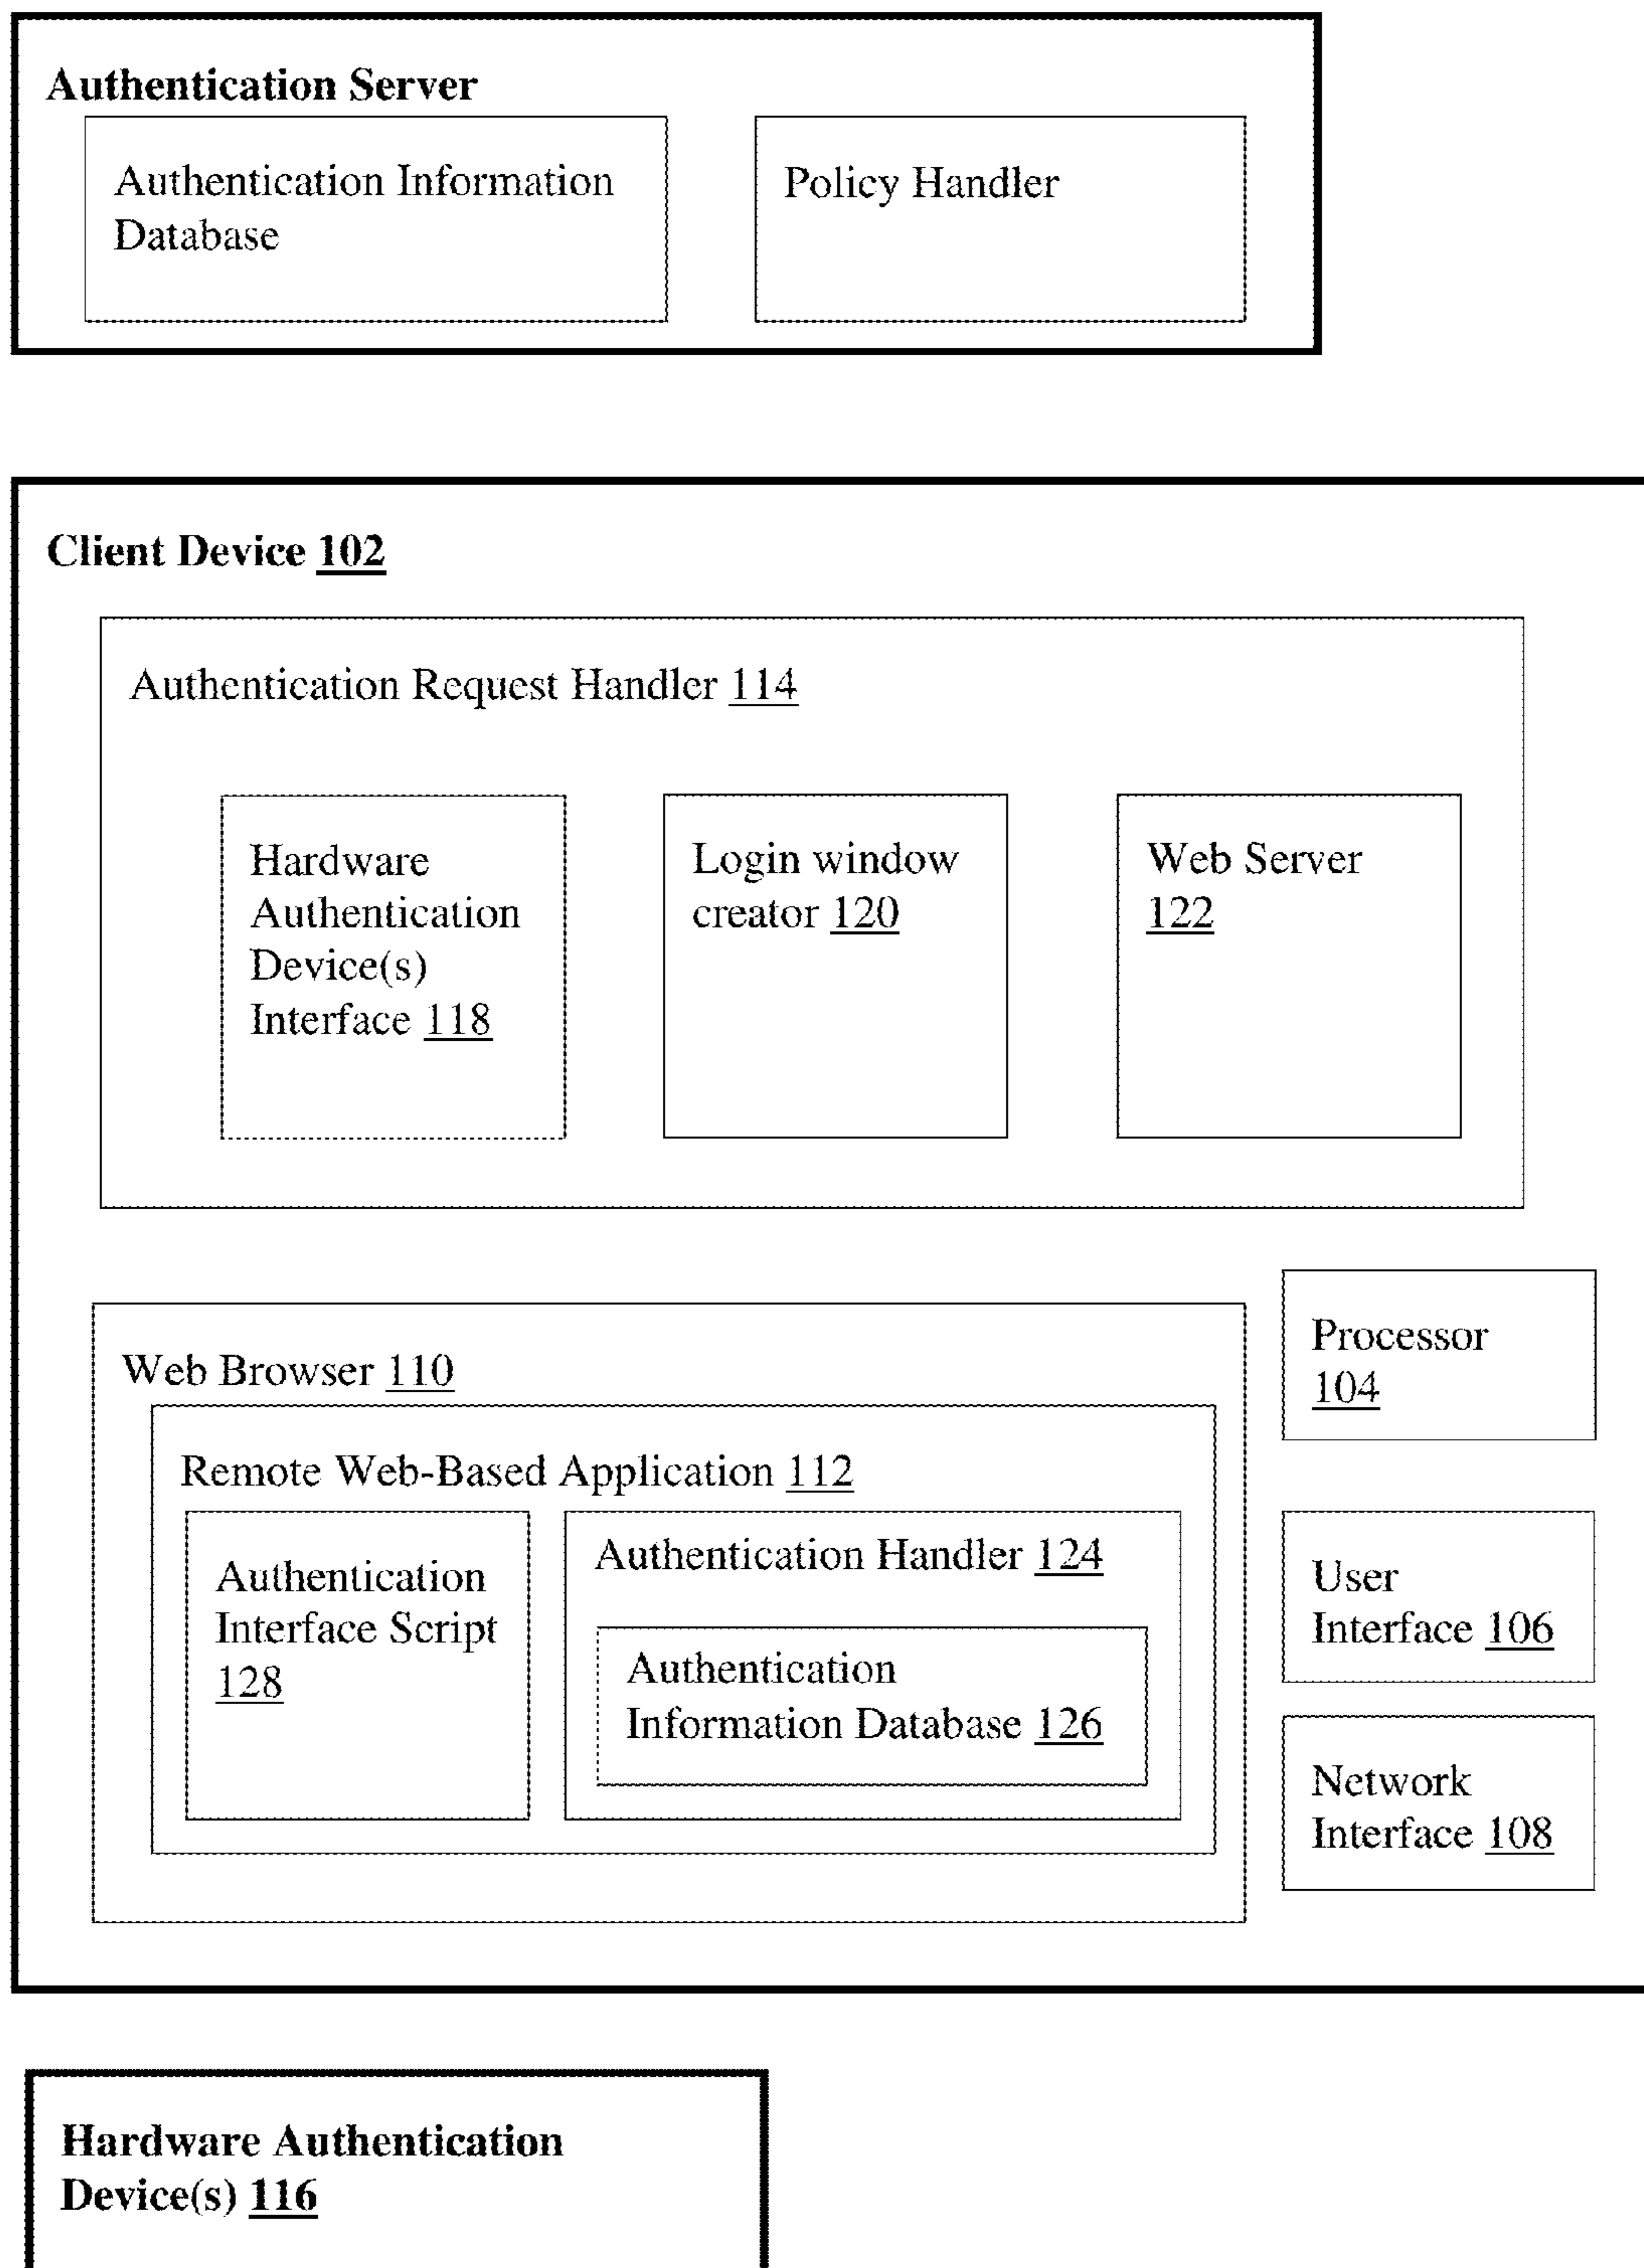 Authentication Server
Authentication Information
Database
Policy Handler
Client Device 102
Authentication Request Handler 114
Hardware
Authentication
Device(s)
Interface 118
Login window
creator 120
Web Server
122
Web Browser 110
Remote Web-Based Application 112
Authentication
Interface Script
128
Authentication Handler 124
Authentication
Information Database 126
Processor
104
User
Interface 106
Network
Interface 108
Hardware Authentication
Device(s) 116